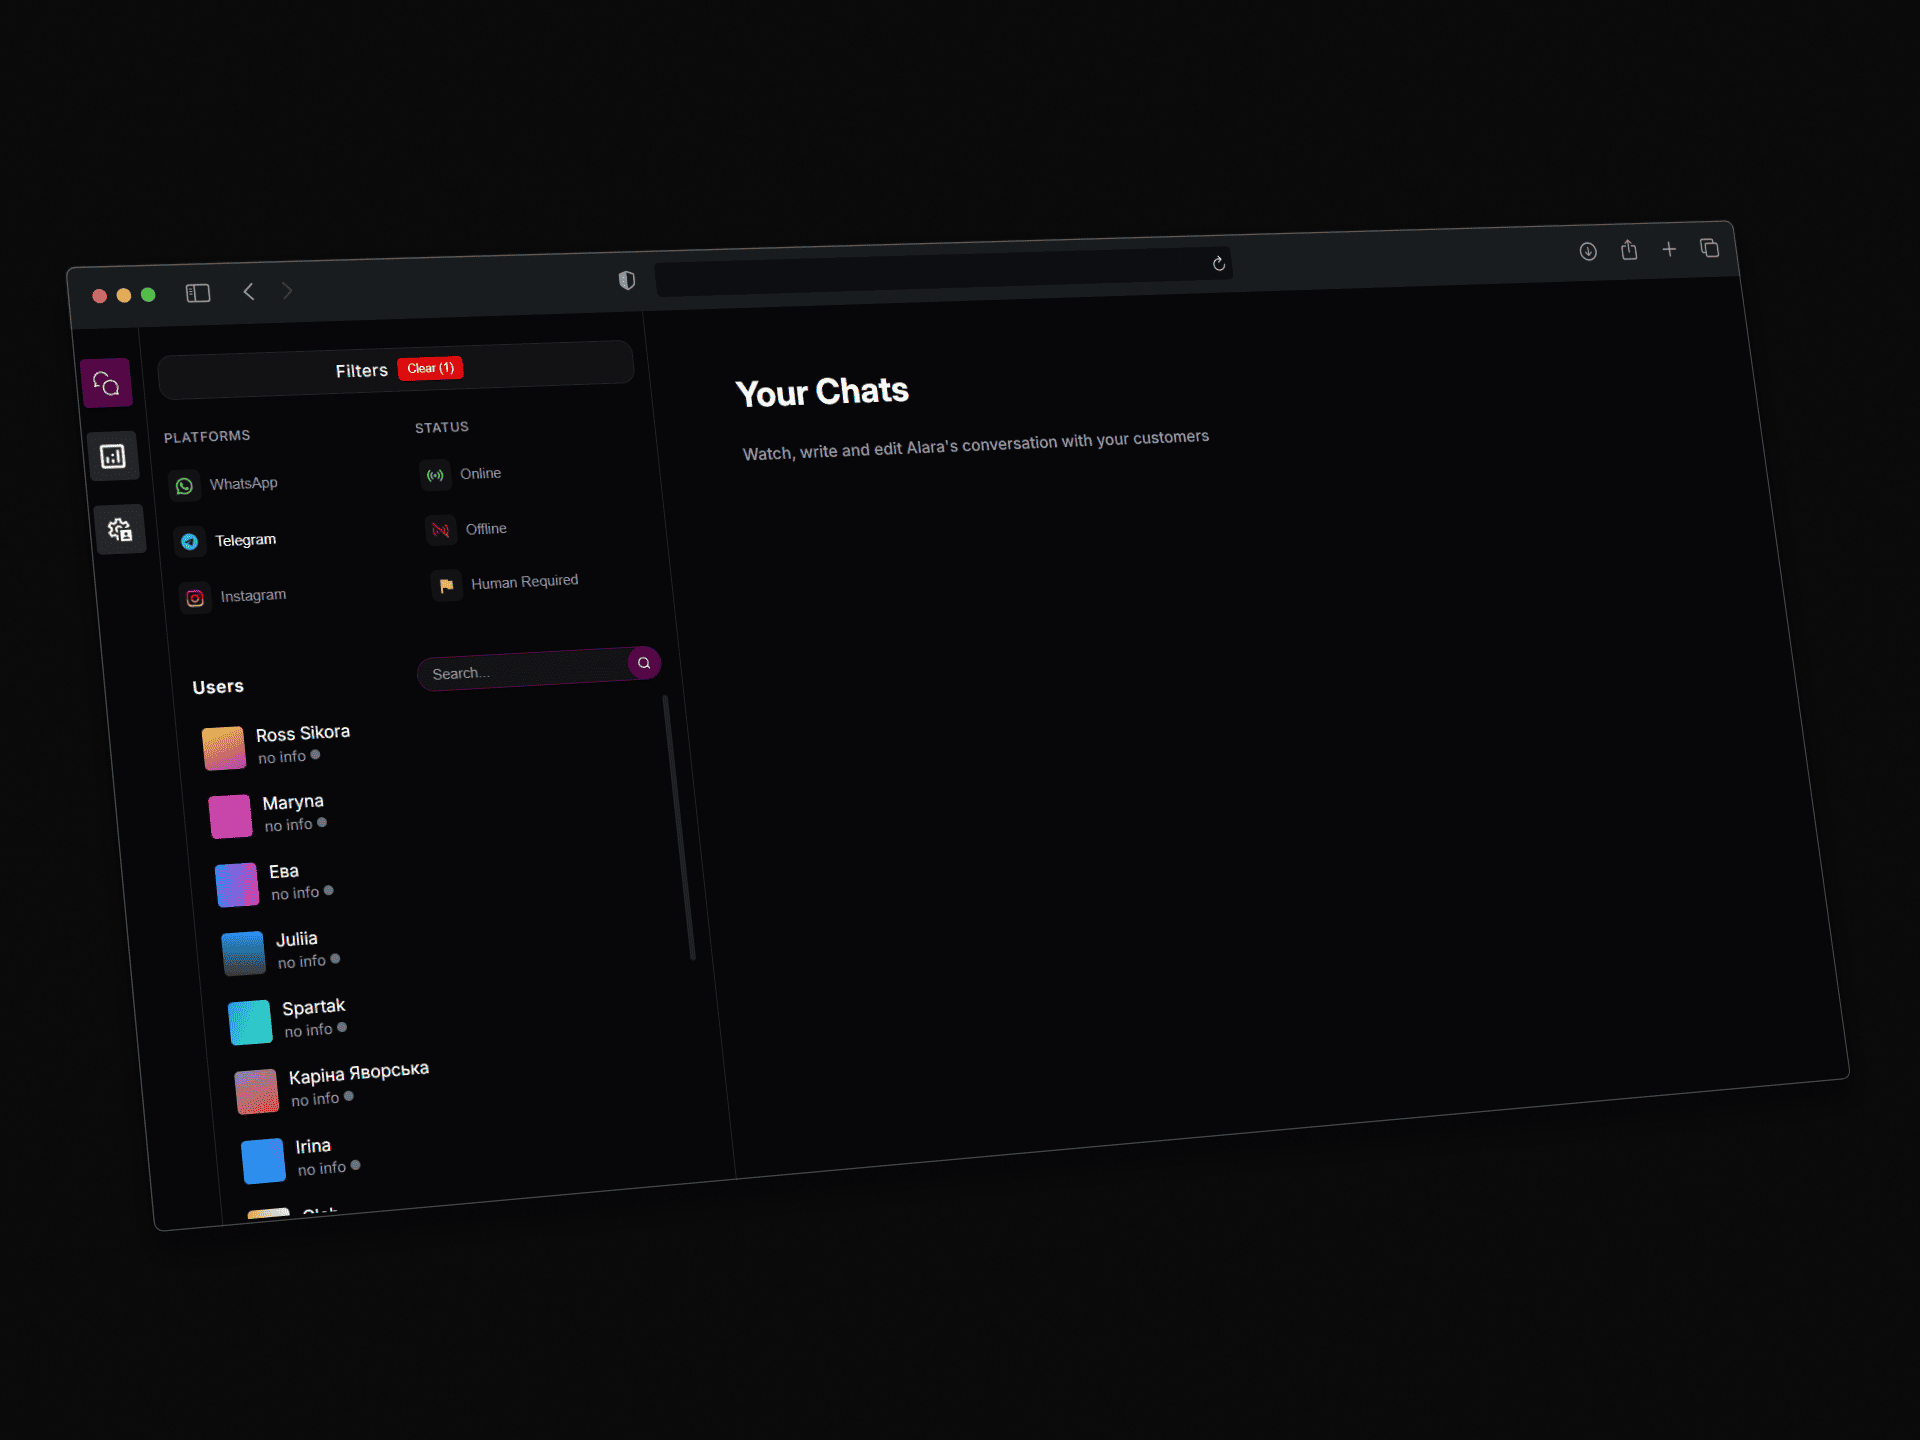 Filters Clear (1)
PLATFORMS
WhatsApp
Telegram
Instagram
STATUS
Online
Offline
Human Required
Users
Search...
Ross Sikora
no info
Maryna
no info
Ева
no info
Juliia
no info
Spartak
no info
Каріна Яворська
no info
Irina
no info
Your Chats
Watch, write and edit Alara's conversation with your customers